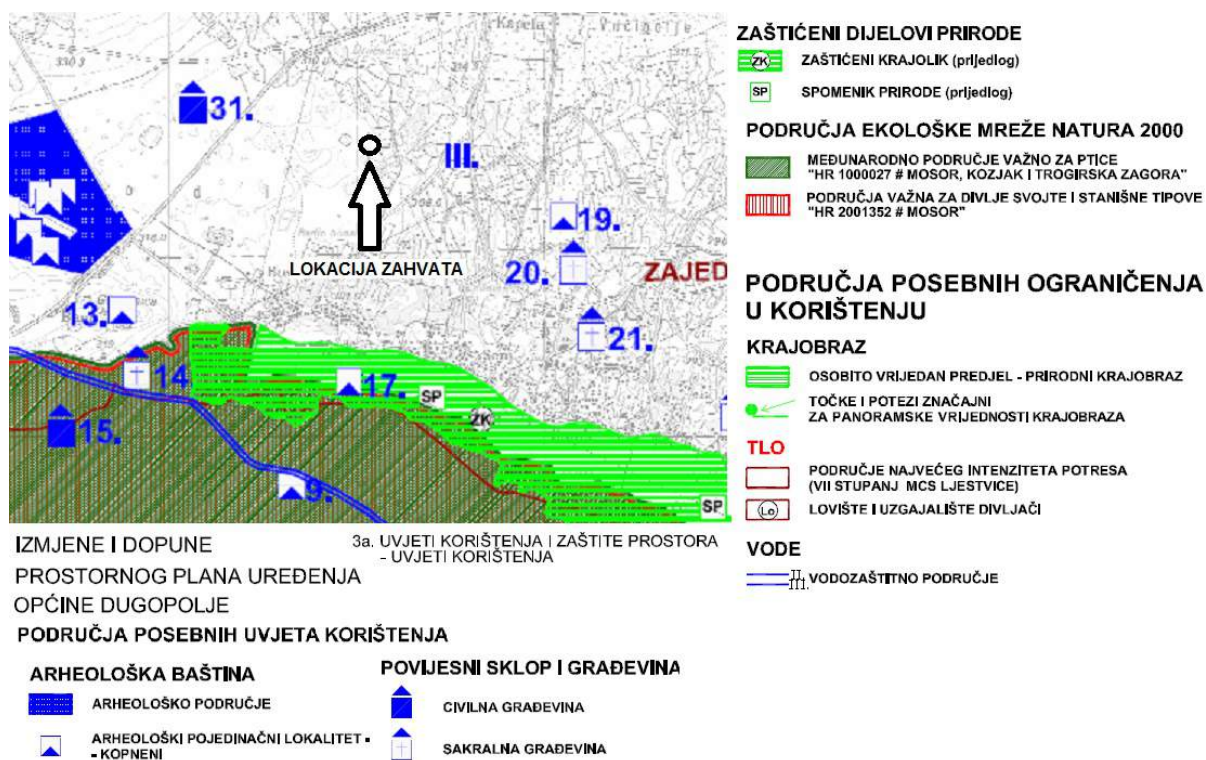 Kapela
Vučipolje
31.
III.
19.
LOKACIJA ZAHVATA
20.
ZAJED
13.
21.
14.
17.
SP
ZK
15.
9.
SP
IZMJENE I DOPUNE
PROSTORNOG PLANA UREĐENJA
OPĆINE DUGOPOLJE
3a. UVJETI KORIŠTENJA I ZAŠTITE PROSTORA
- UVJETI KORIŠTENJA
PODRUČJA POSEBNIH UVJETA KORIŠTENJA
ARHEOLOŠKA BAŠTINA
ARHEOLOŠKO PODRUČJE
ARHEOLOŠKI POJEDINAČNI LOKALITET -
- KOPNENI
POVIJESNI SKLOP I GRAĐEVINA
CIVILNA GRAĐEVINA
SAKRALNA GRAĐEVINA
ZAŠTIĆENI DIJELOVI PRIRODE
ZK ZAŠTIĆENI KRAJOLIK (prijedlog)
SP SPOMENIK PRIRODE (prijedlog)
PODRUČJA EKOLOŠKE MREŽE NATURA 2000
MEĐUNARODNO PODRUČJE VAŽNO ZA PTICE
"HR 1000027 # MOSOR, KOZJAK I TROGIRSKA ZAGORA"
PODRUČJA VAŽNA ZA DIVLJE SVOJTE I STANIŠNE TIPOVE
"HR 2001352 # MOSOR"
PODRUČJA POSEBNIH OGRANIČENJA
U KORIŠTENJU
KRAJOBRAZ
OSOBITO VRIJEDAN PREDJEL - PRIRODNI KRAJOBRAZ
TOČKE I POTEZI ZNAČAJNI
ZA PANORAMSKE VRIJEDNOSTI KRAJOBRAZA
TLO
PODRUČJE NAJVEĆEG INTENZITETA POTRESA
(VII STUPANJ MCS LJESTVICE)
Lo LOVIŠTE I UZGAJALIŠTE DIVLJAČI
VODE
II.
III. VODOZAŠTITNO PODRUČJE